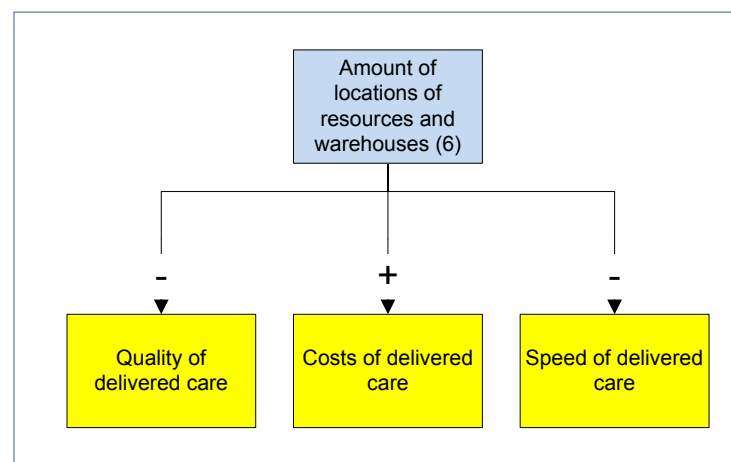 Amount of
locations of
resources and
warehouses (6)
-
+
-
Quality of
delivered care
Costs of delivered
care
Speed of delivered
care